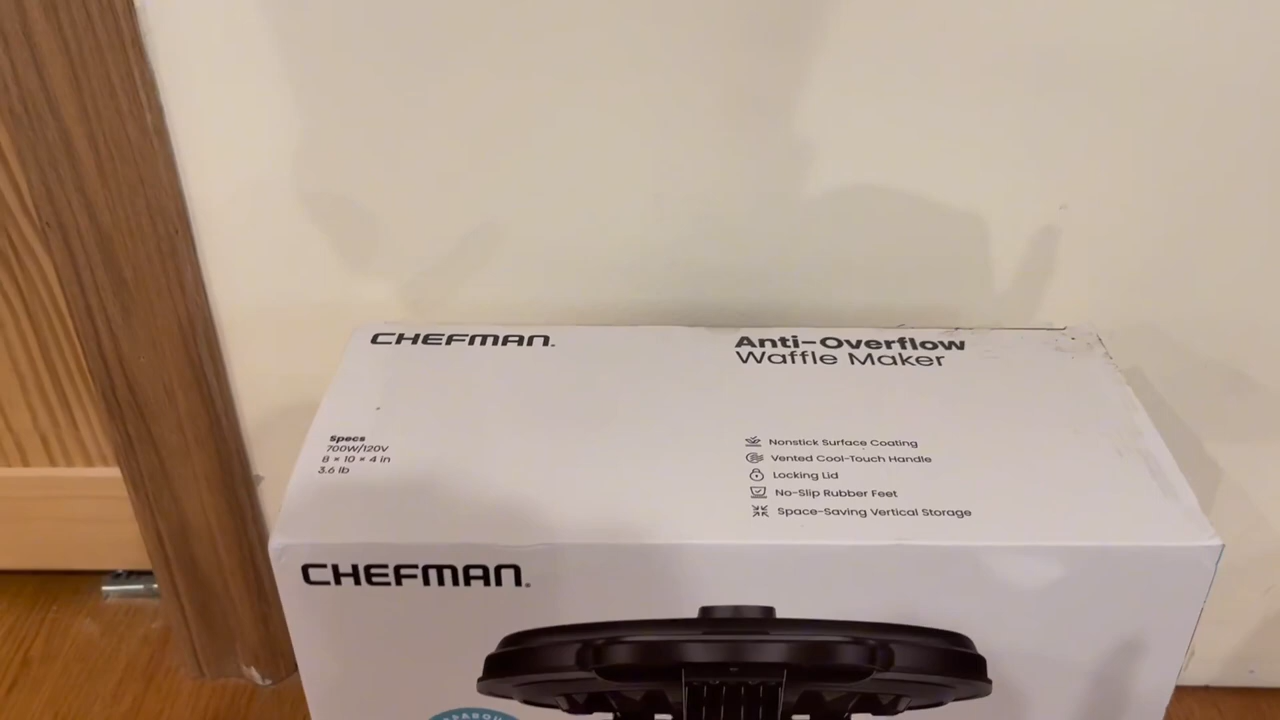 CHEFMAN.
Anti-Overflow
Waffle Maker
Specs
700W/120V
8 × 10 × 4 in
3.6 lb
Nonstick Surface Coating
Vented Cool-Touch Handle
Locking Lid
No-Slip Rubber Feet
Space-Saving Vertical Storage
CHEFMAN.